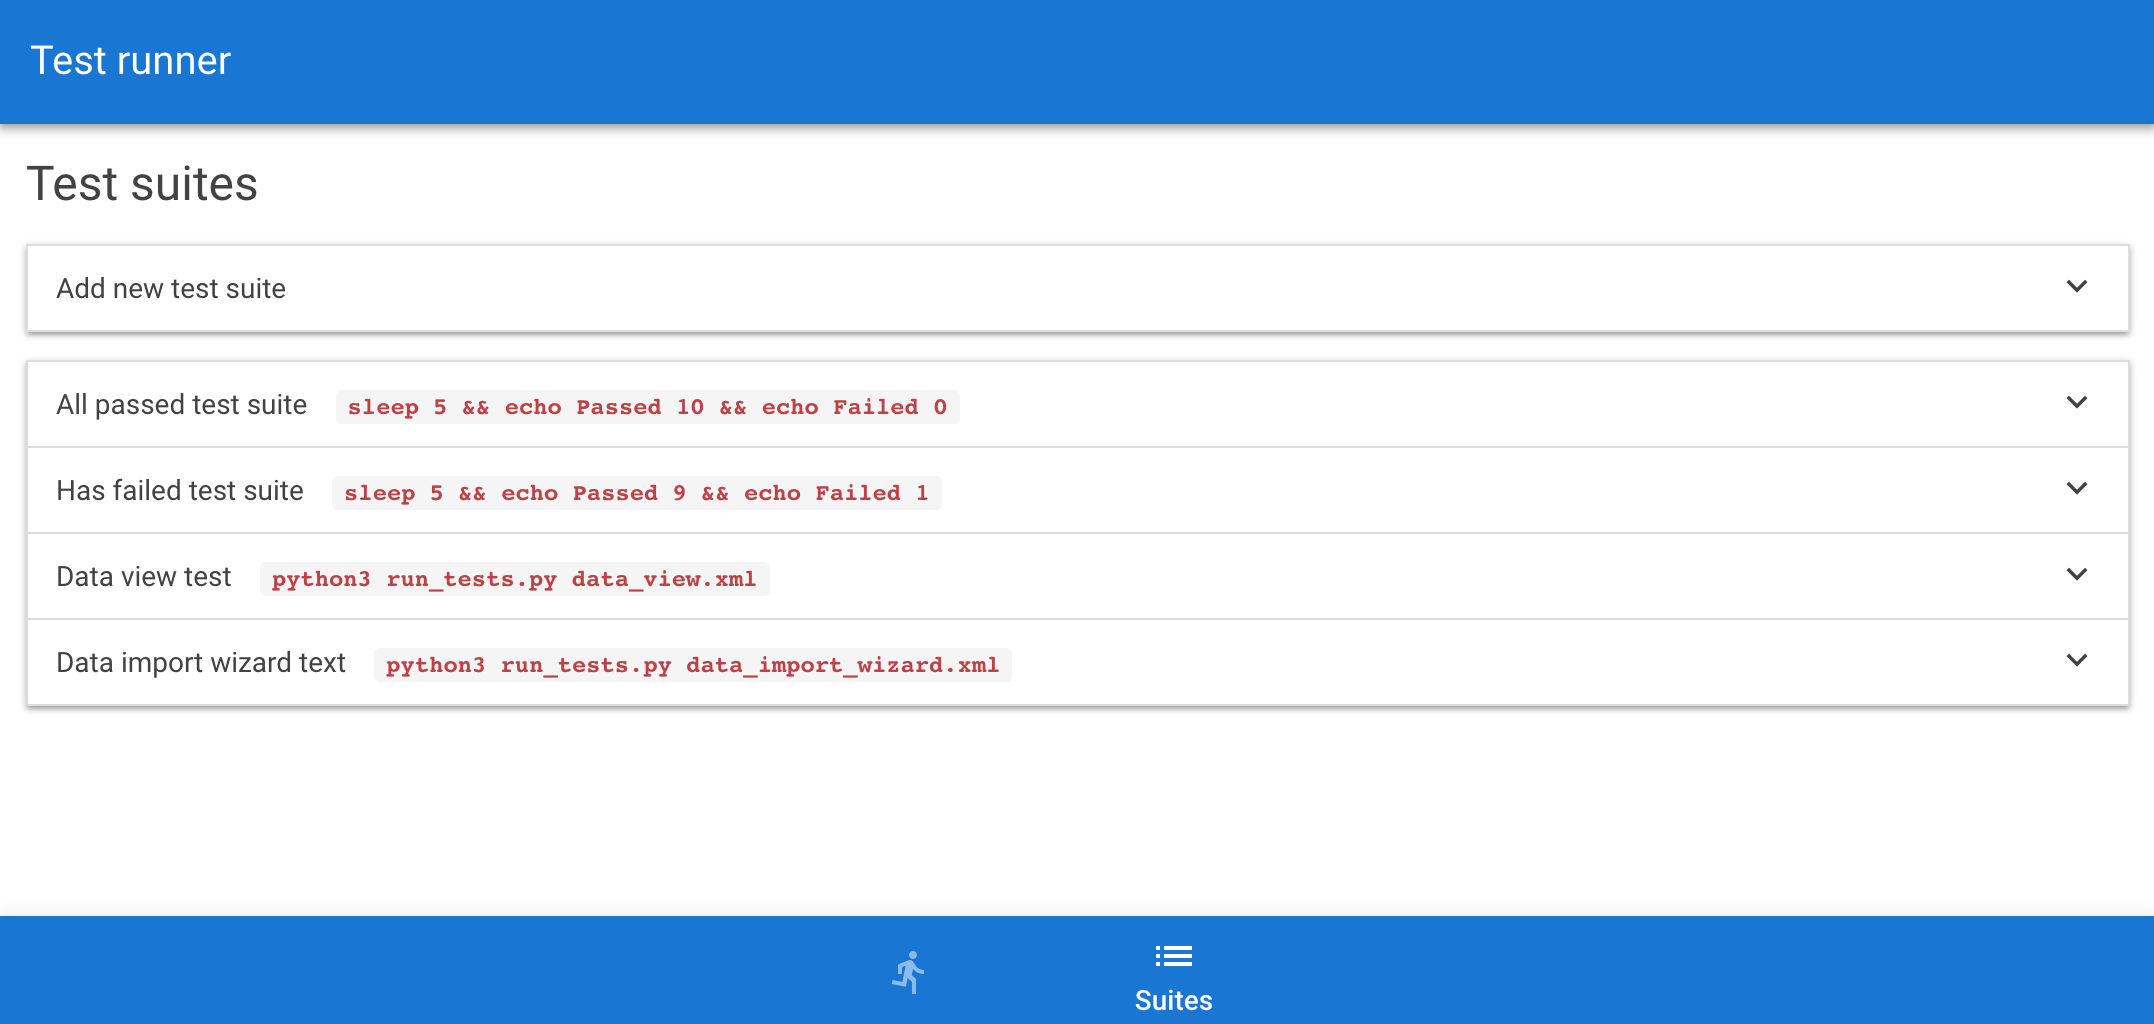 Test runner
Test suites
Add new test suite
All passed test suite sleep 5 && echo Passed 10 && echo Failed 0
Has failed test suite sleep 5 && echo Passed 9 && echo Failed 1
Data view test python3 run_tests.py data_view.xml
Data import wizard text python3 run_tests.py data_import_wizard.xml
Suites